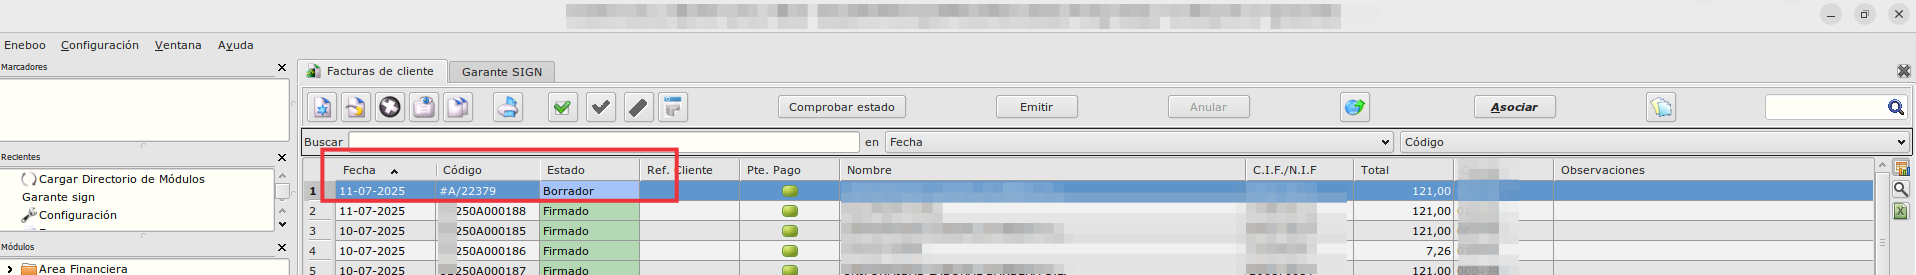 Eneboo Configuración Ventana Ayuda
Marcadores
Facturas de cliente Garante SIGN
Comprobar estado Emitir Anular Asociar
Buscar en Fecha Código
Recientes
Cargar Directorio de Módulos
Garante sign
Configuración
Módulos
Area Financiera
Fecha Código Estado Ref. Cliente Pte. Pago Nombre C.I.F./N.I.F Total Observaciones
1 11-07-2025 #A/22379 Borrador 121,00
2 11-07-2025 250A000188 Firmado 121,00
3 10-07-2025 250A000185 Firmado 121,00
4 10-07-2025 250A000186 Firmado 7,26
5 10-07-2025 250A000187 Firmado 121,00